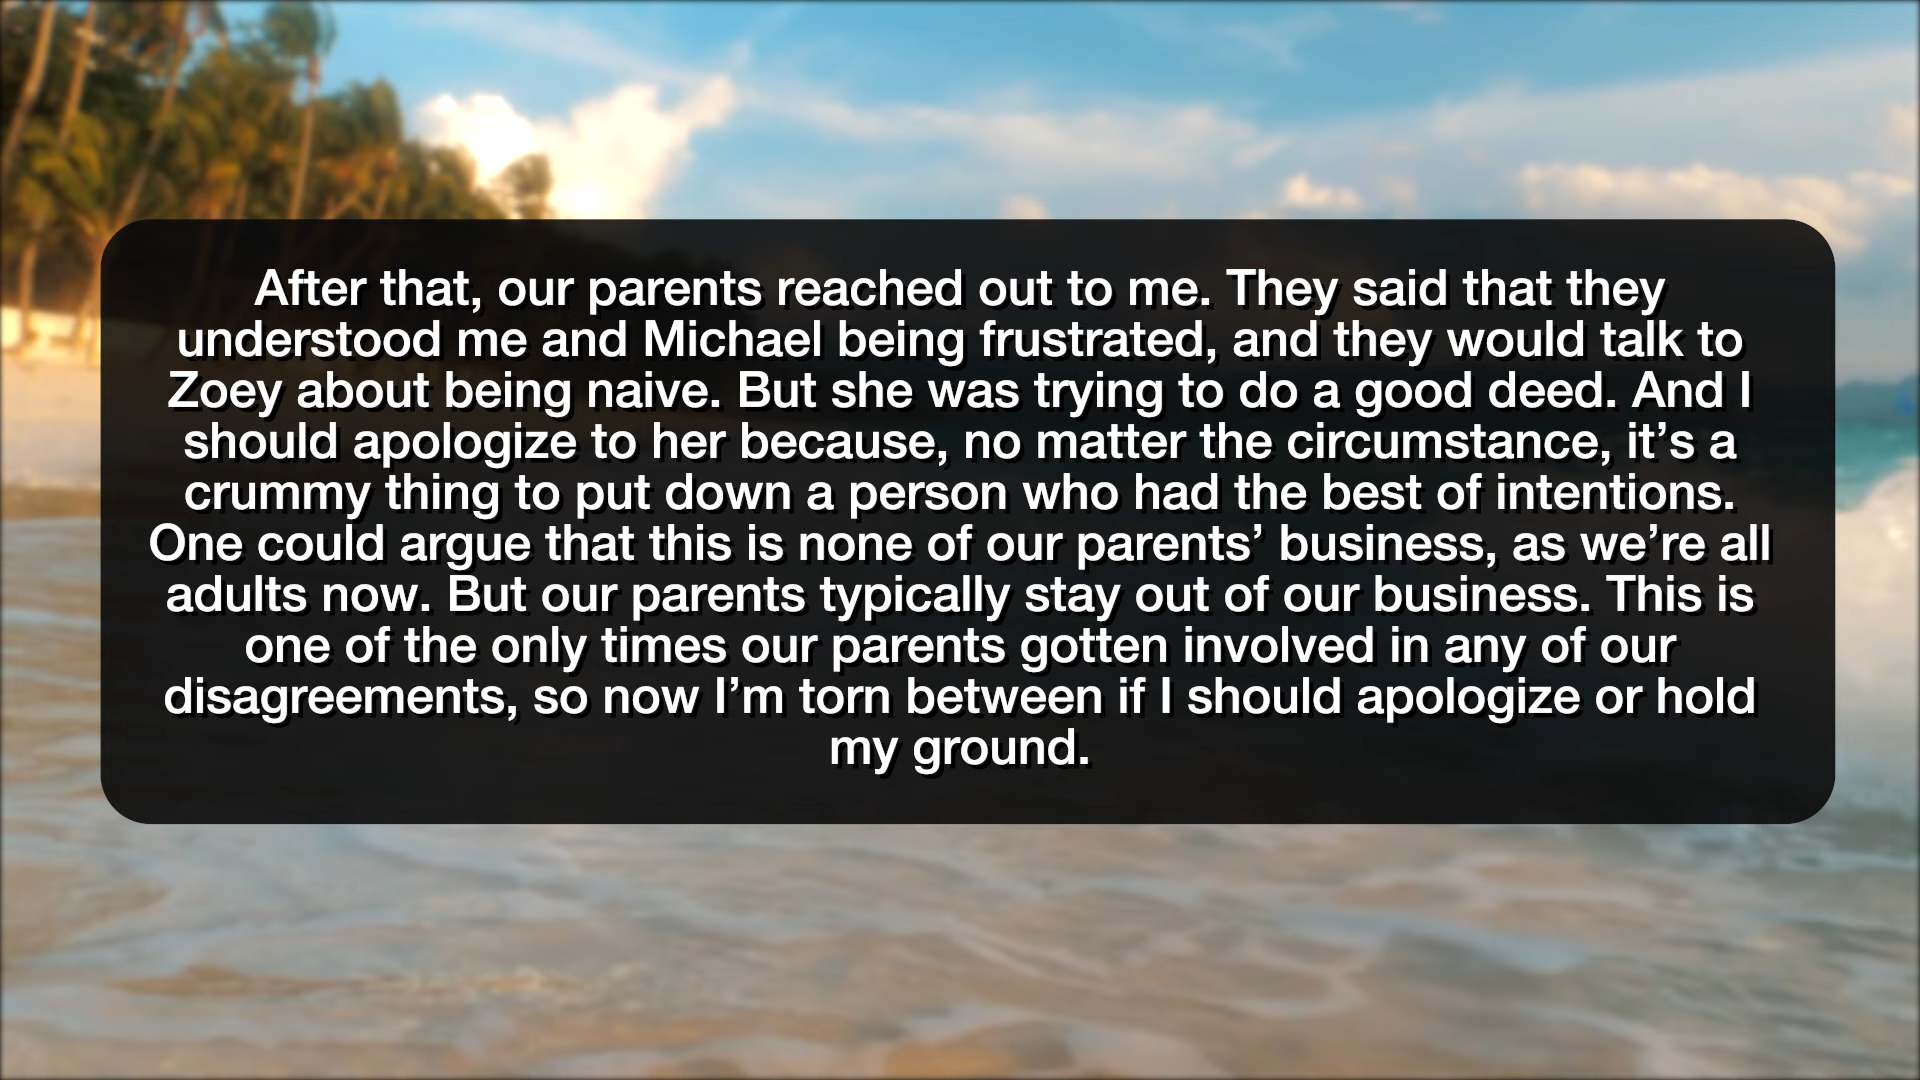 After that, our parents reached out to me. They said that they
understood me and Michael being frustrated, and they would talk to
Zoey about being naive. But she was trying to do a good deed. And I
should apologize to her because, no matter the circumstance, it’s a
crummy thing to put down a person who had the best of intentions.
One could argue that this is none of our parents’ business, as we’re all
adults now. But our parents typically stay out of our business. This is
one of the only times our parents gotten involved in any of our
disagreements, so now I’m torn between if I should apologize or hold
my ground.